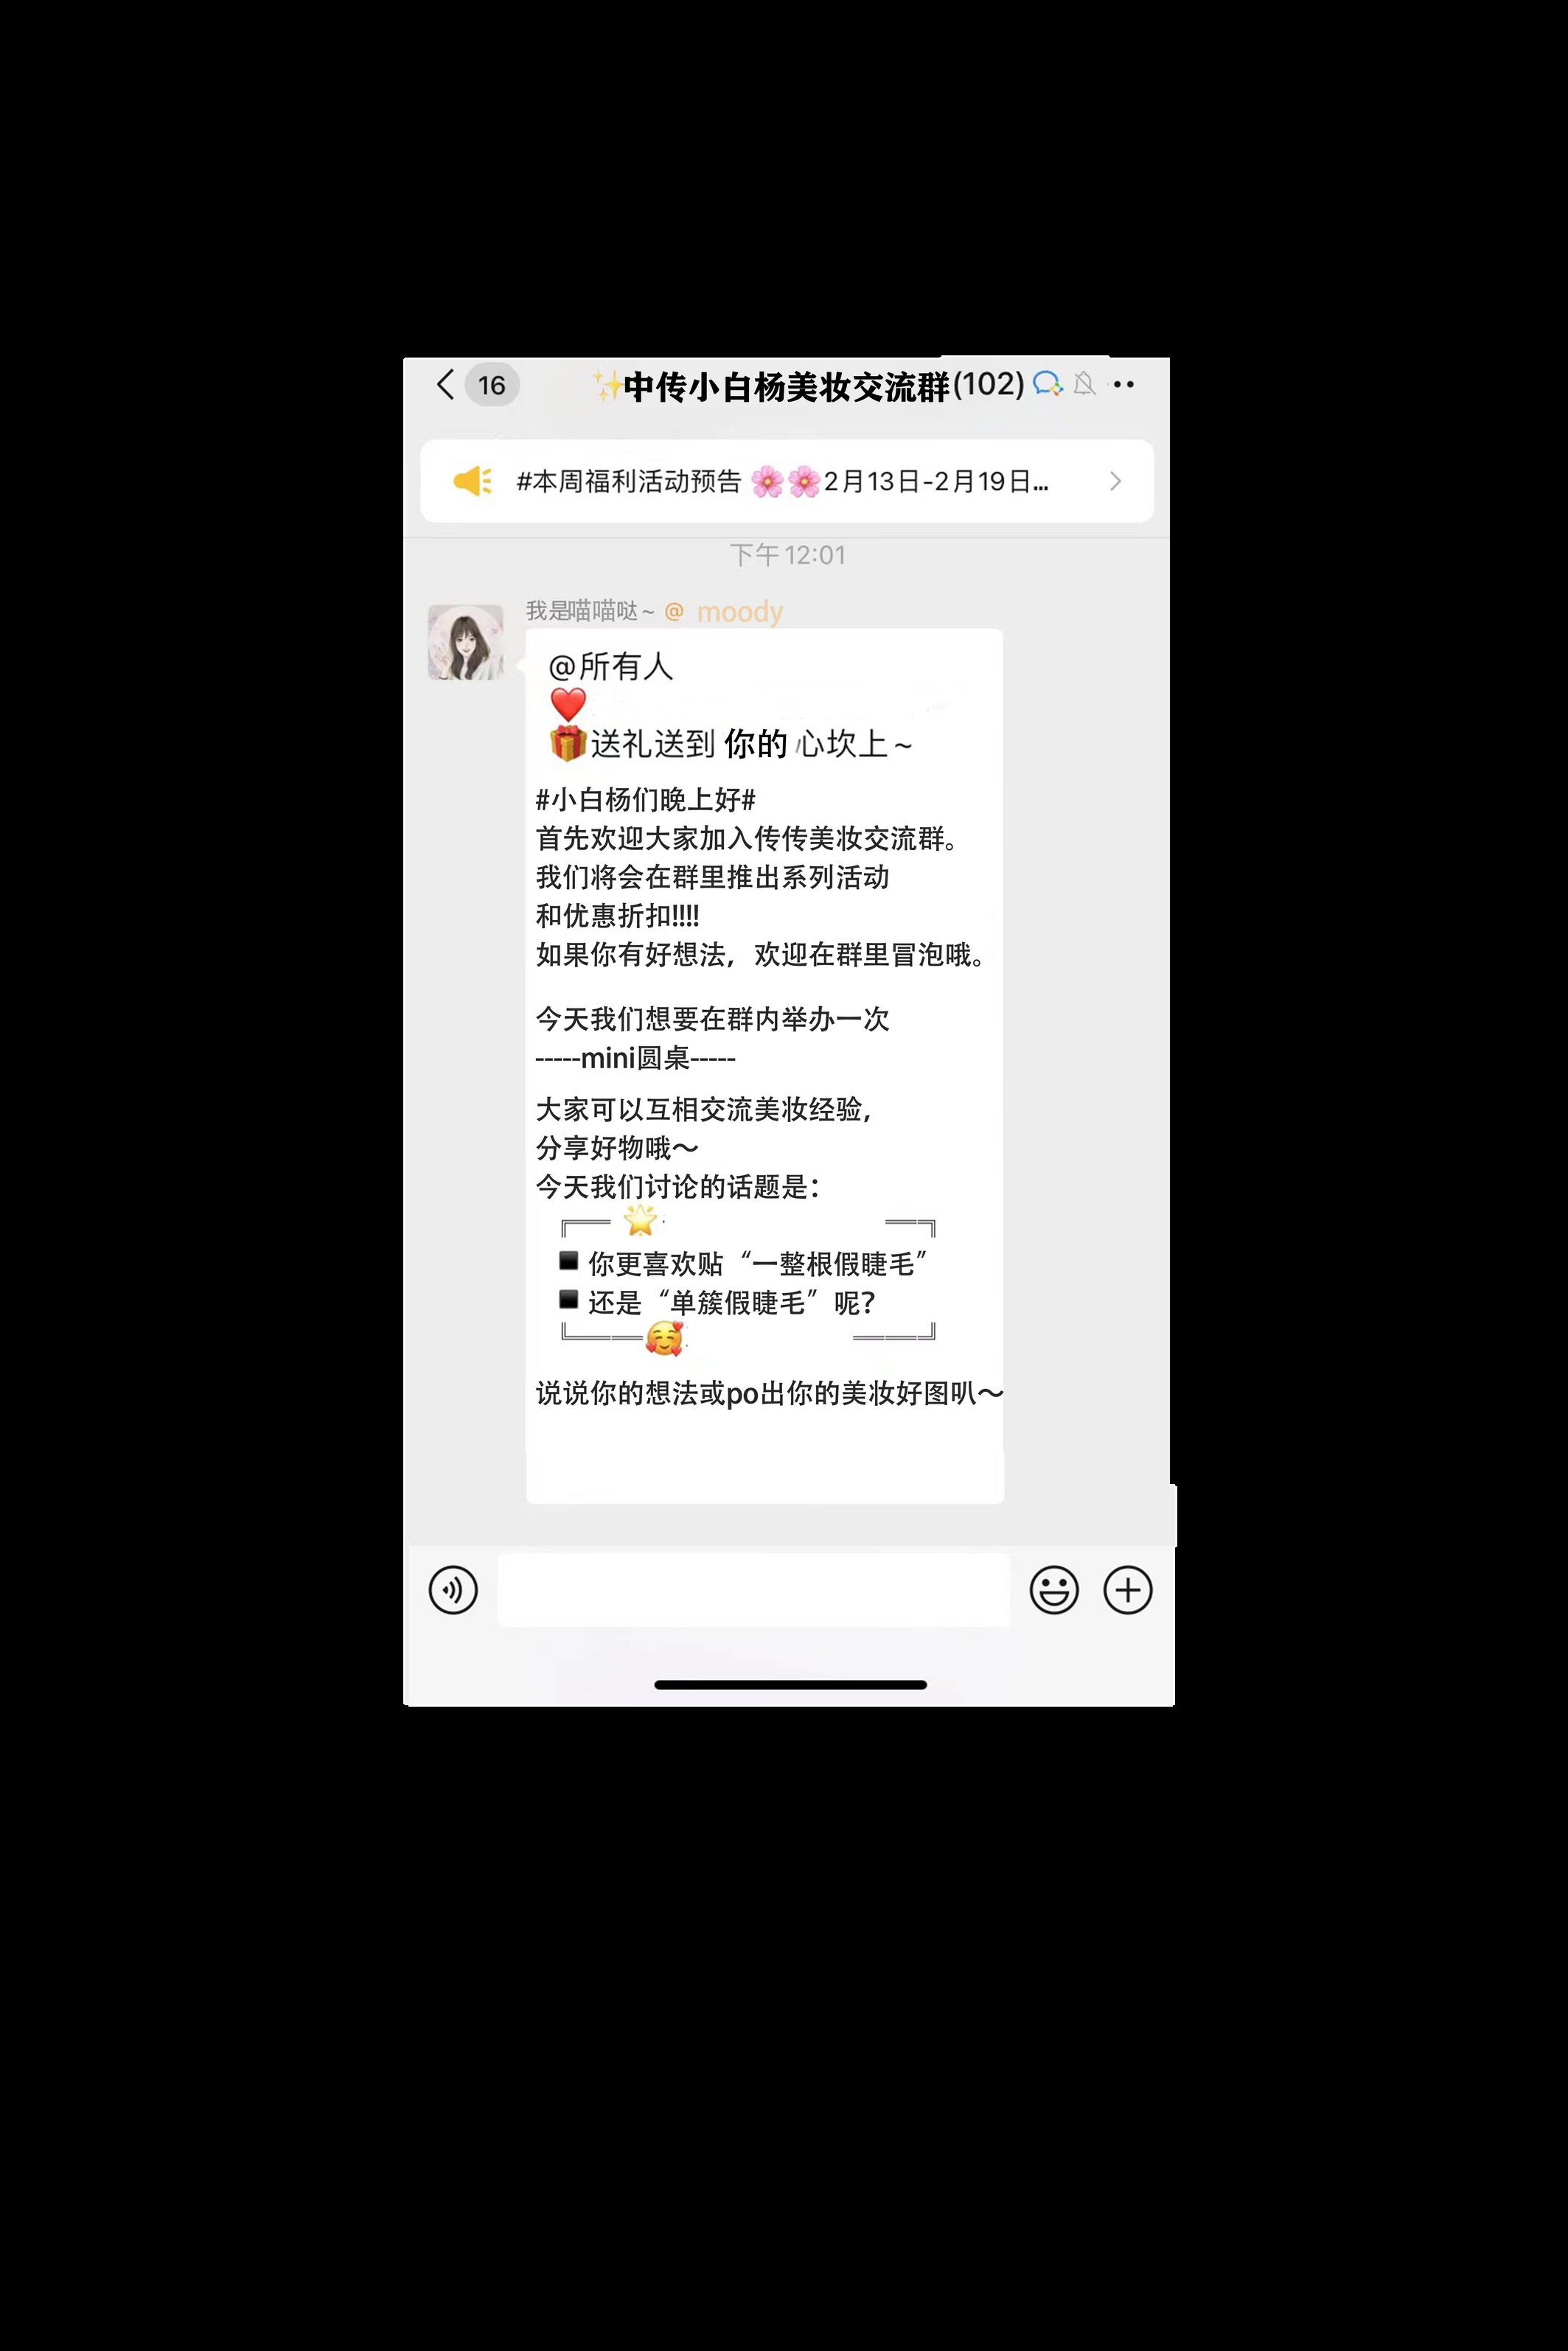 16
✨中传小白杨美妆交流群(102)
#本周福利活动预告 🌸🌸2月13日-2月19日...
下午 12:01
我是喵喵哒~ @ moody
@所有人
❤️
🎁送礼送到 你的 心坎上~
#小白杨们晚上好#
首先欢迎大家加入传传美妆交流群。
我们将会在群里推出系列活动
和优惠折扣!!!!
如果你有好想法，欢迎在群里冒泡哦。
今天我们想要在群内举办一次
-----mini圆桌-----
大家可以互相交流美妆经验，
分享好物哦～
今天我们讨论的话题是：
╔══ 🌟 ══╗
◾ 你更喜欢贴“一整根假睫毛”
◾ 还是“单簇假睫毛”呢？
╚═══🥰 ═══╝
说说你的想法或po出你的美妆好图叭～